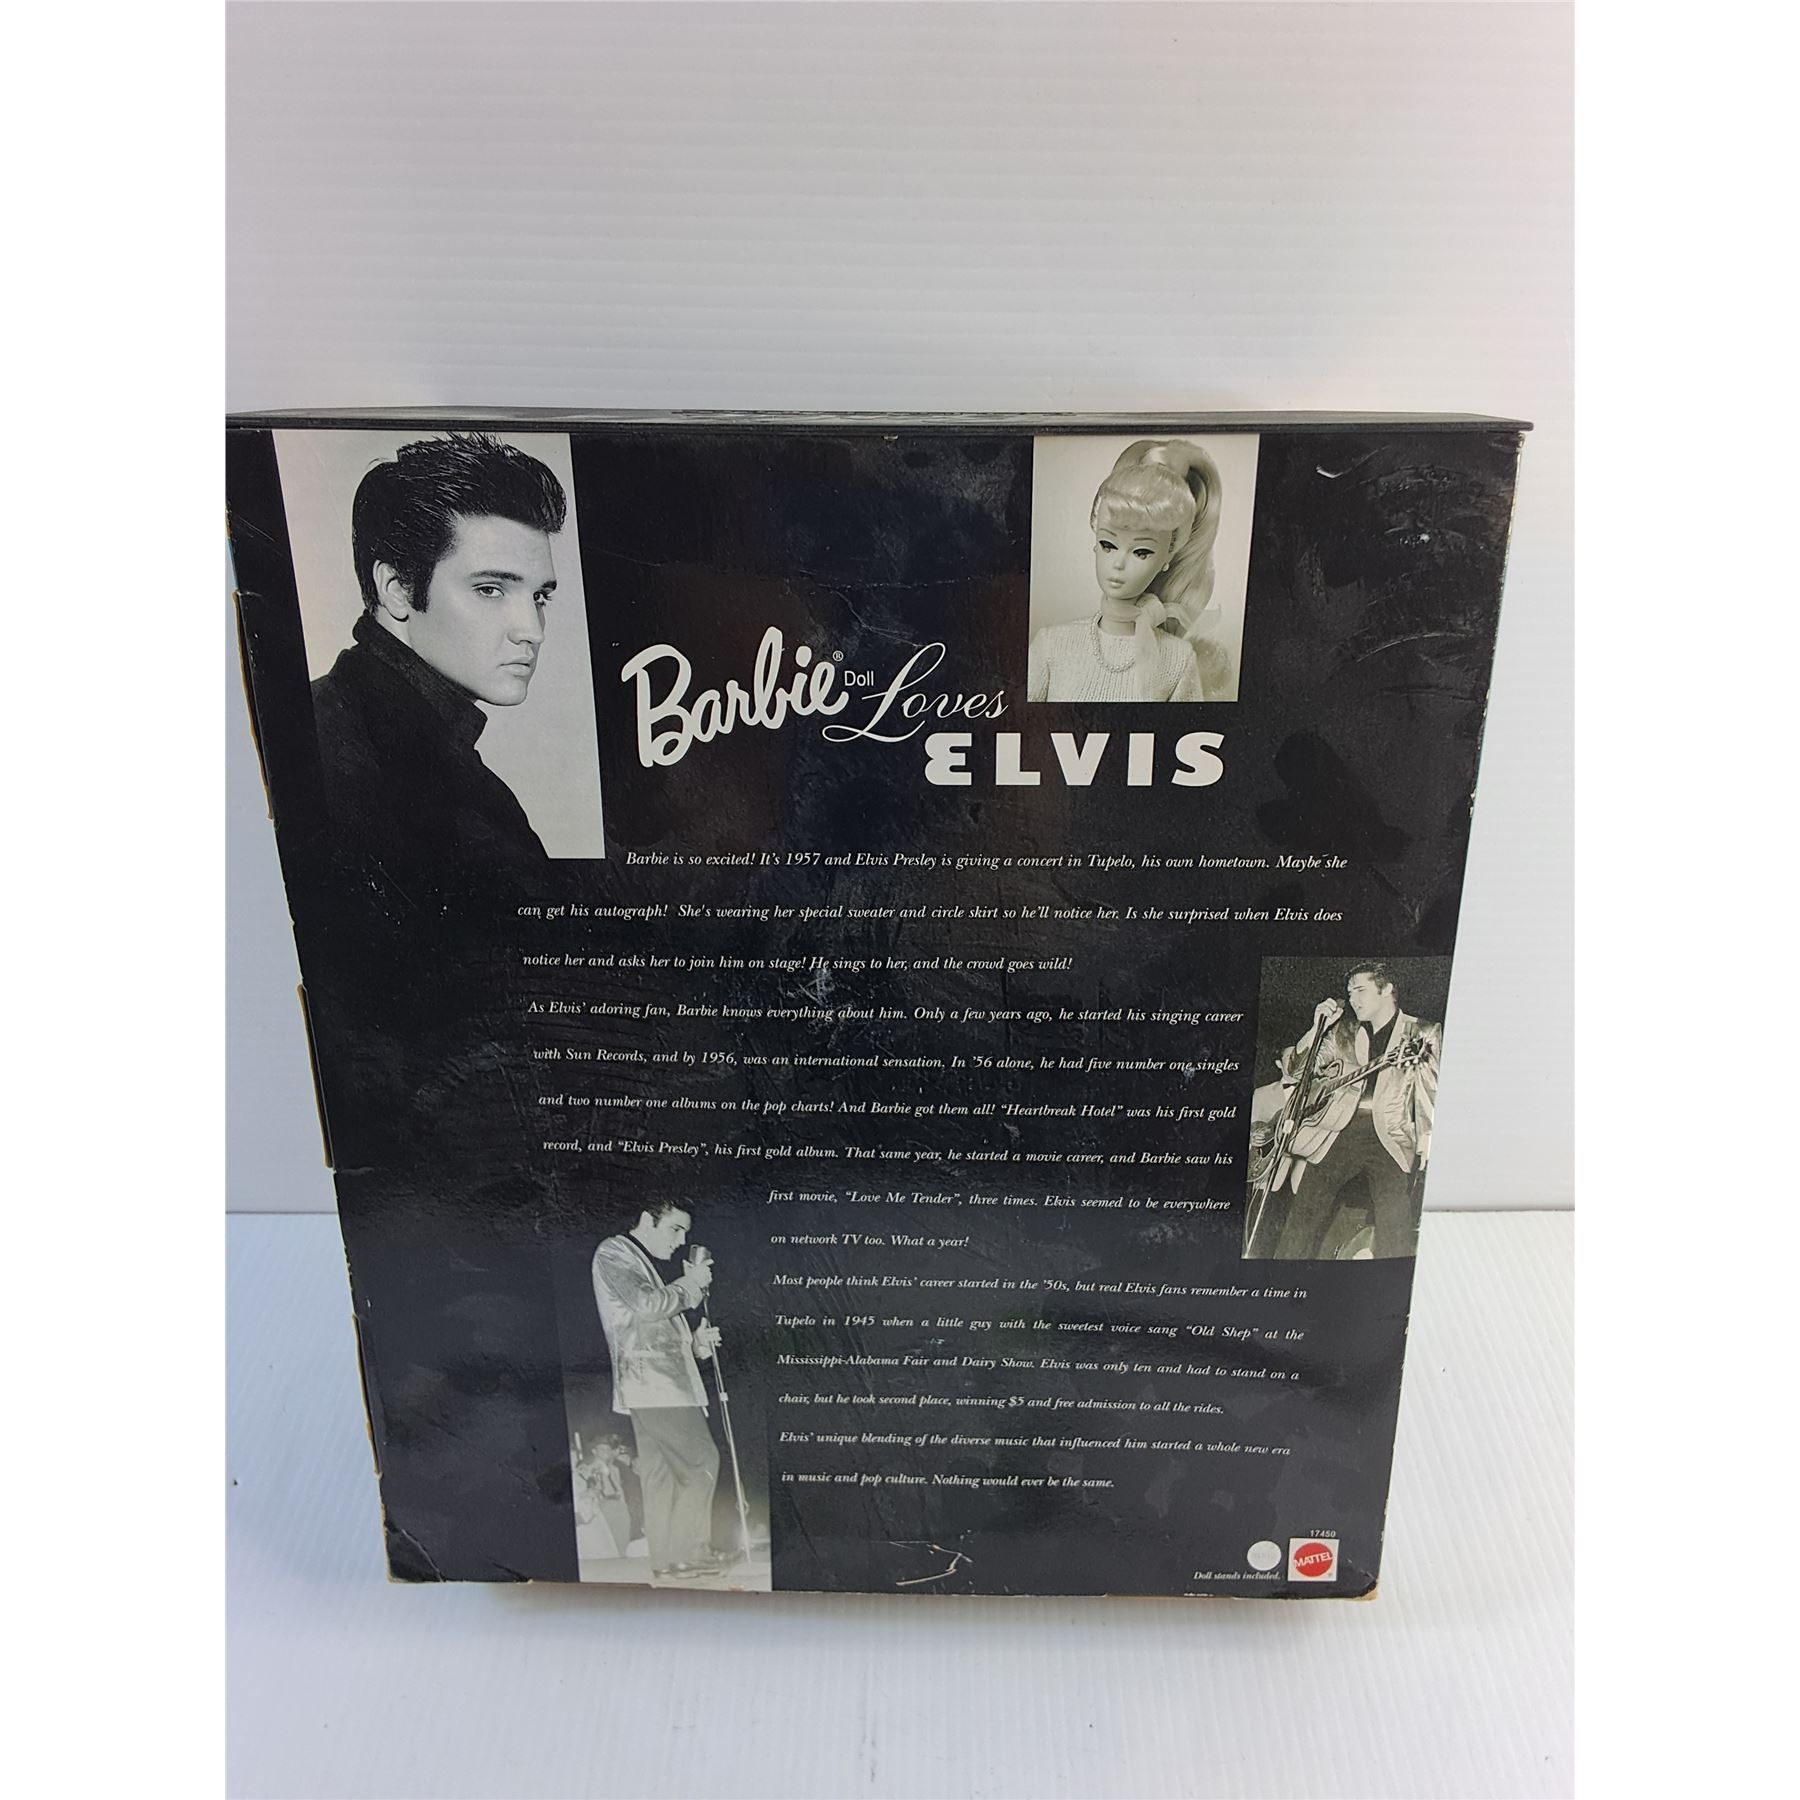 Barbie® Doll Loves
ELVIS
Barbie is so excited! It's 1957 and Elvis Presley is giving a concert in Tupelo, his own hometown. Maybe she
can get his autograph! She's wearing her special sweater and circle skirt so he'll notice her. Is she surprised when Elvis does
notice her and asks her to join him on stage! He sings to her, and the crowd goes wild!
As Elvis' adoring fan, Barbie knows everything about him. Only a few years ago, he started his singing career
with Sun Records, and by 1956, was an international sensation. In '56 alone, he had five number one singles
and two number one albums on the pop charts! And Barbie got them all! "Heartbreak Hotel" was his first gold
record, and "Elvis Presley", his first gold album. That same year, he started a movie career, and Barbie saw his
first movie, "Love Me Tender", three times. Elvis seemed to be everywhere
on network TV too. What a year!
Most people think Elvis' career started in the '50s, but real Elvis fans remember a time in
Tupelo in 1945 when a little guy with the sweetest voice sang "Old Shep" at the
Mississippi-Alabama Fair and Dairy Show. Elvis was only ten and had to stand on a
chair, but he took second place, winning $5 and free admission to all the rides.
Elvis' unique blending of the diverse music that influenced him started a whole new era
in music and pop culture. Nothing would ever be the same.
17450
MATTEL
Doll stands included.